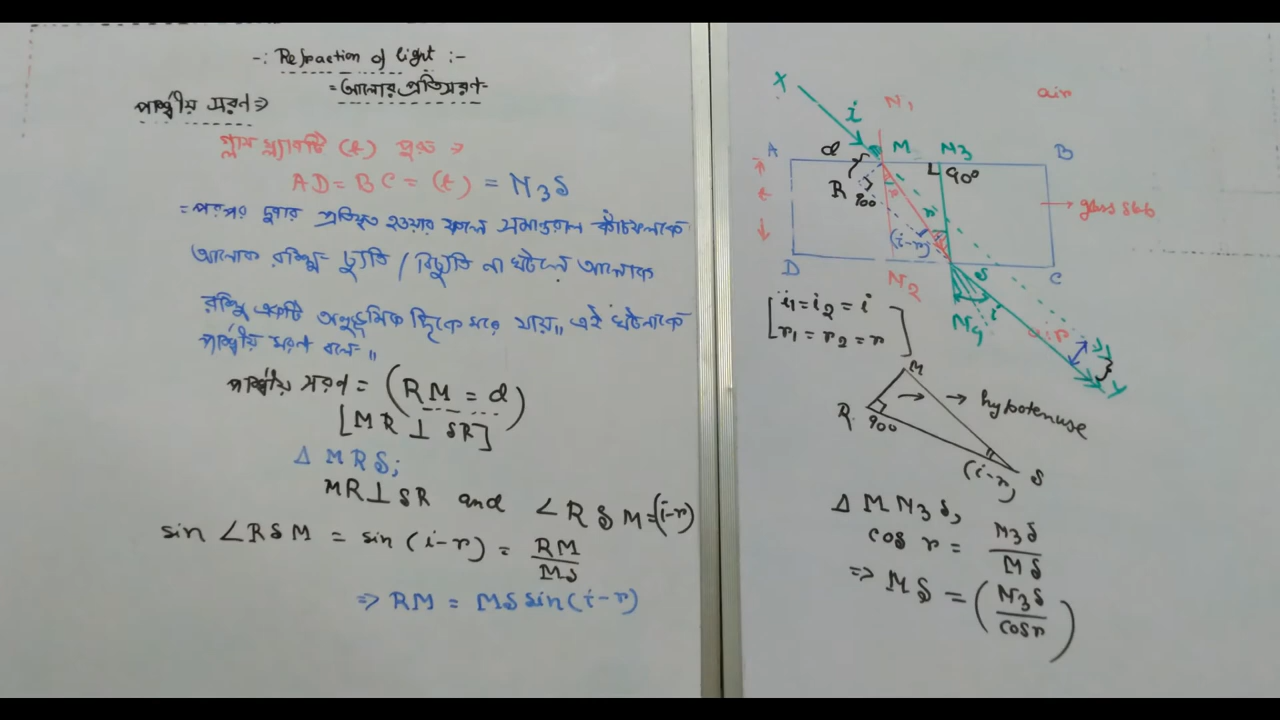 -: Refraction of light :-
= আলোর প্রতিসরণ
পার্শ্বীয় সরণ ⇒
গ্লাস স্ল্যাবটি (t) পুরু ⇒
AD = BC = (t) = N3S
= পরপর দুবার প্রতিসৃত হওয়ার ফলে সমান্তরাল কাঁচফলকে
আলোক রশ্মির চ্যুতি / বিচ্যুতি না ঘটলে আলোক
রশ্মি একটি অনুভূমিক দিকে সরে যায়॥ এই ঘটনাকে
পার্শ্বীয় সরণ বলে॥
পার্শ্বীয় সরণ = (RM = d)
[MR ⊥ SR]
Δ MRS;
MR ⊥ SR and ∠RSM = (i-r)
sin ∠RSM = sin (i-r) = RM/MS
⇒ RM = MS sin(i-r)
X
i
N1
air
A
d
M
N3
B
R
90°
r
90°
t
r
glass slab
(i-r)
D
N2
S
C
i
N4
air
Y
[i1 = i2 = i
r1 = r2 = r]
M
→ hypotenuse
R
90°
(i-r)
S
Δ MN3S,
cos r = N3S/MS
⇒ MS = (N3S/cosr)